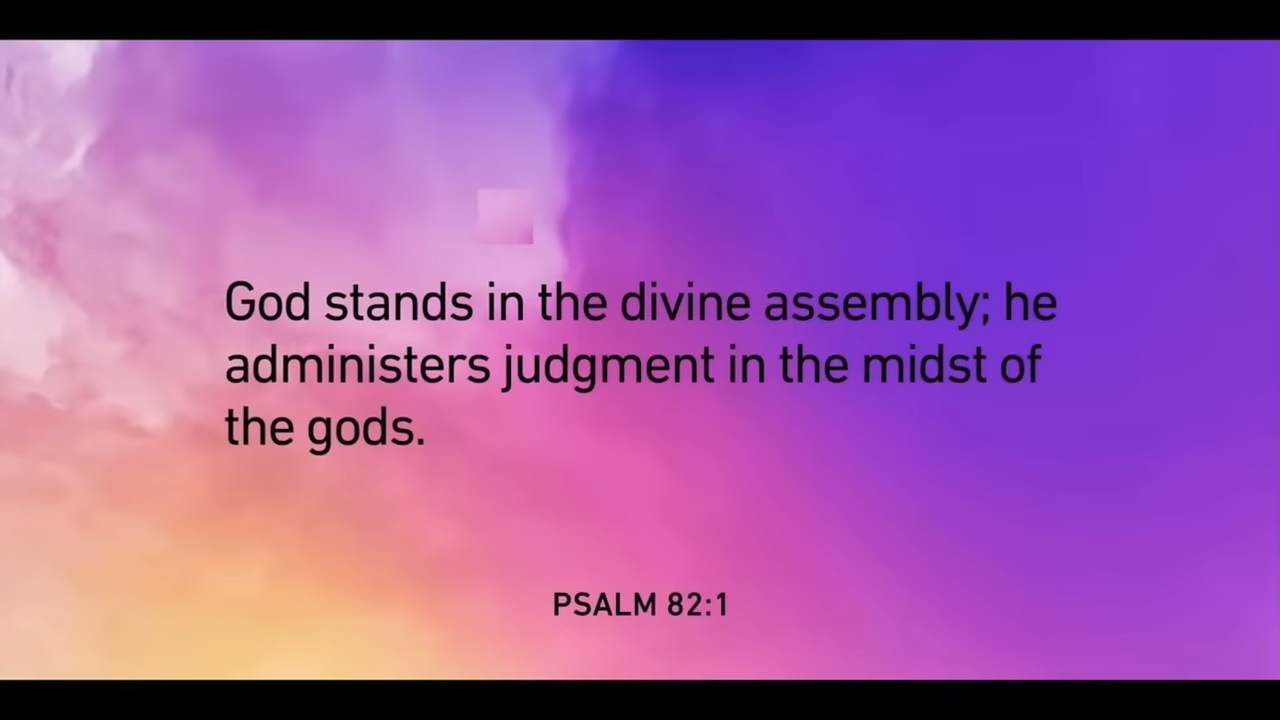 God stands in the divine assembly; he
administers judgment in the midst of
the gods.
PSALM 82:1